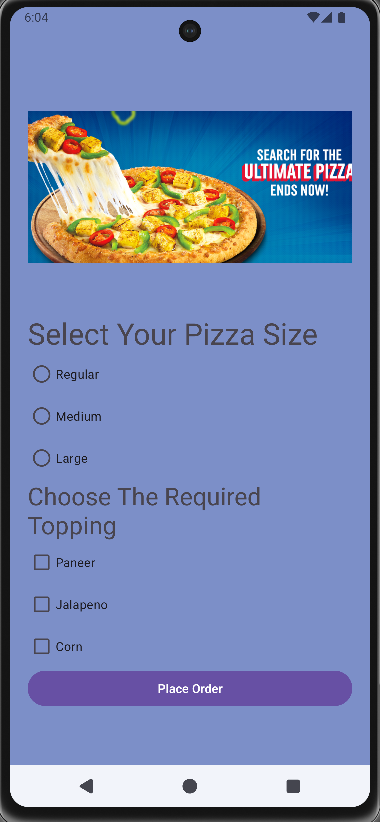 6:04
SEARCH FOR THE
ULTIMATE PIZZA
ENDS NOW!
Select Your Pizza Size
Regular
Medium
Large
Choose The Required
Topping
Paneer
Jalapeno
Corn
Place Order